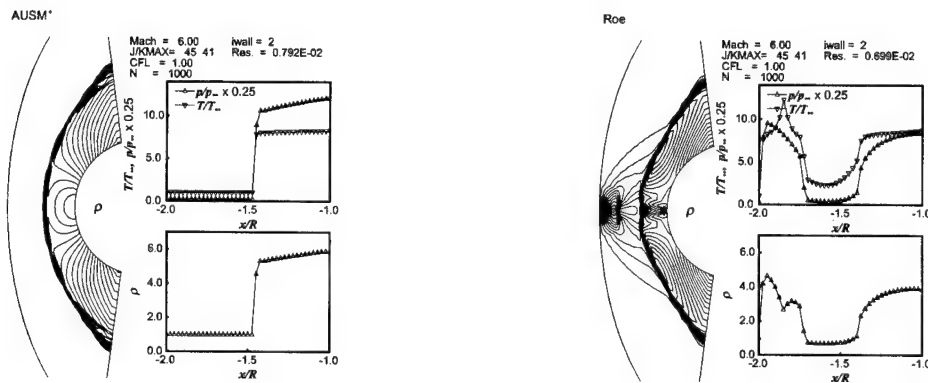 AUSM⁺
Mach = 6.00 iwall = 2
J/KMAX= 45 41 Res. = 0.792E-02
CFL = 1.00
N = 1000
p/p∞ x 0.25
T/T∞
T/T∞, p/p∞ x 0.25
10.0
5.0
0.0
-2.0 -1.5 -1.0
x/R
ρ
6.0
4.0
2.0
0.0
ρ
-2.0 -1.5 -1.0
x/R
Roe
Mach = 6.00 iwall = 2
J/KMAX= 45 41 Res. = 0.699E-02
CFL = 1.00
N = 1000
p/p∞ x 0.25
T/T∞
T/T∞, p/p∞ x 0.25
10.0
5.0
0.0
-2.0 -1.5 -1.0
x/R
ρ
6.0
4.0
2.0
0.0
ρ
-2.0 -1.5 -1.0
x/R